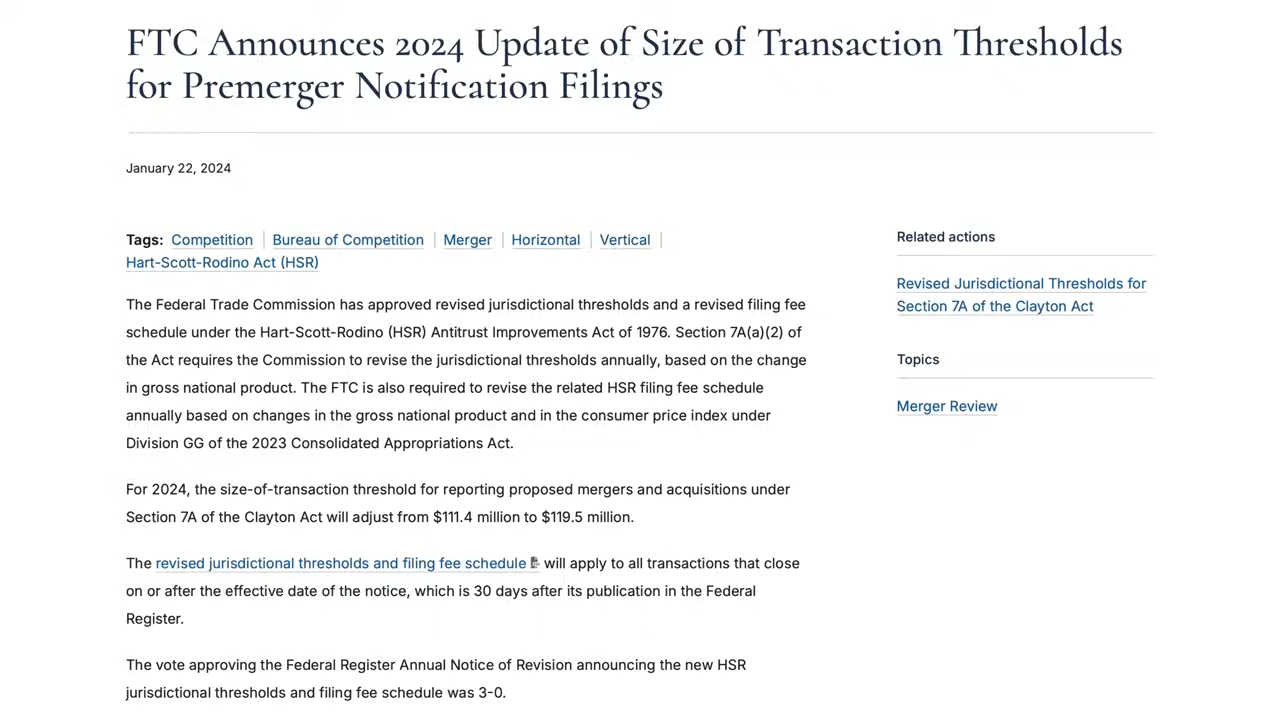 FTC Announces 2024 Update of Size of Transaction Thresholds
for Premerger Notification Filings
January 22, 2024
Tags: Competition | Bureau of Competition | Merger | Horizontal | Vertical |
Hart-Scott-Rodino Act (HSR)
The Federal Trade Commission has approved revised jurisdictional thresholds and a revised filing fee
schedule under the Hart-Scott-Rodino (HSR) Antitrust Improvements Act of 1976. Section 7A(a)(2) of
the Act requires the Commission to revise the jurisdictional thresholds annually, based on the change
in gross national product. The FTC is also required to revise the related HSR filing fee schedule
annually based on changes in the gross national product and in the consumer price index under
Division GG of the 2023 Consolidated Appropriations Act.
For 2024, the size-of-transaction threshold for reporting proposed mergers and acquisitions under
Section 7A of the Clayton Act will adjust from $111.4 million to $119.5 million.
The revised jurisdictional thresholds and filing fee schedule will apply to all transactions that close
on or after the effective date of the notice, which is 30 days after its publication in the Federal
Register.
The vote approving the Federal Register Annual Notice of Revision announcing the new HSR
jurisdictional thresholds and filing fee schedule was 3-0.
Related actions
Revised Jurisdictional Thresholds for
Section 7A of the Clayton Act
Topics
Merger Review